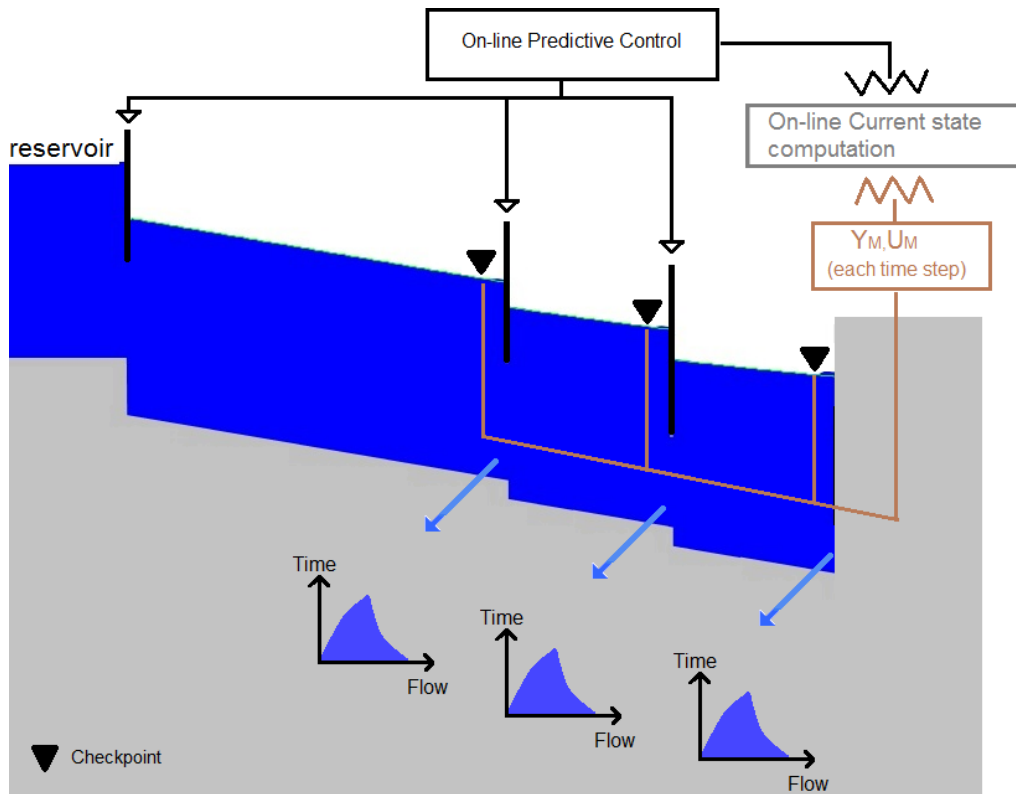 On-line Predictive Control
reservoir
On-line Current state
computation
YM,UM
(each time step)
Time
Flow
Time
Flow
Time
Flow
Checkpoint